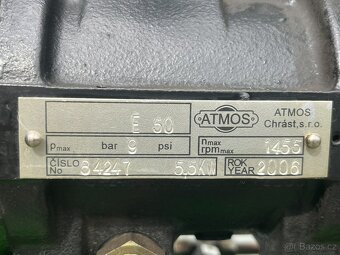 E 50
ATMOS
ATMOS
Chrást, s.r.o.
pmax bar 9 psi
nmax
rpmmax 1455
ČÍSLO
No 84247 5,5KW
ROK
YEAR 2006
Bazos.cz